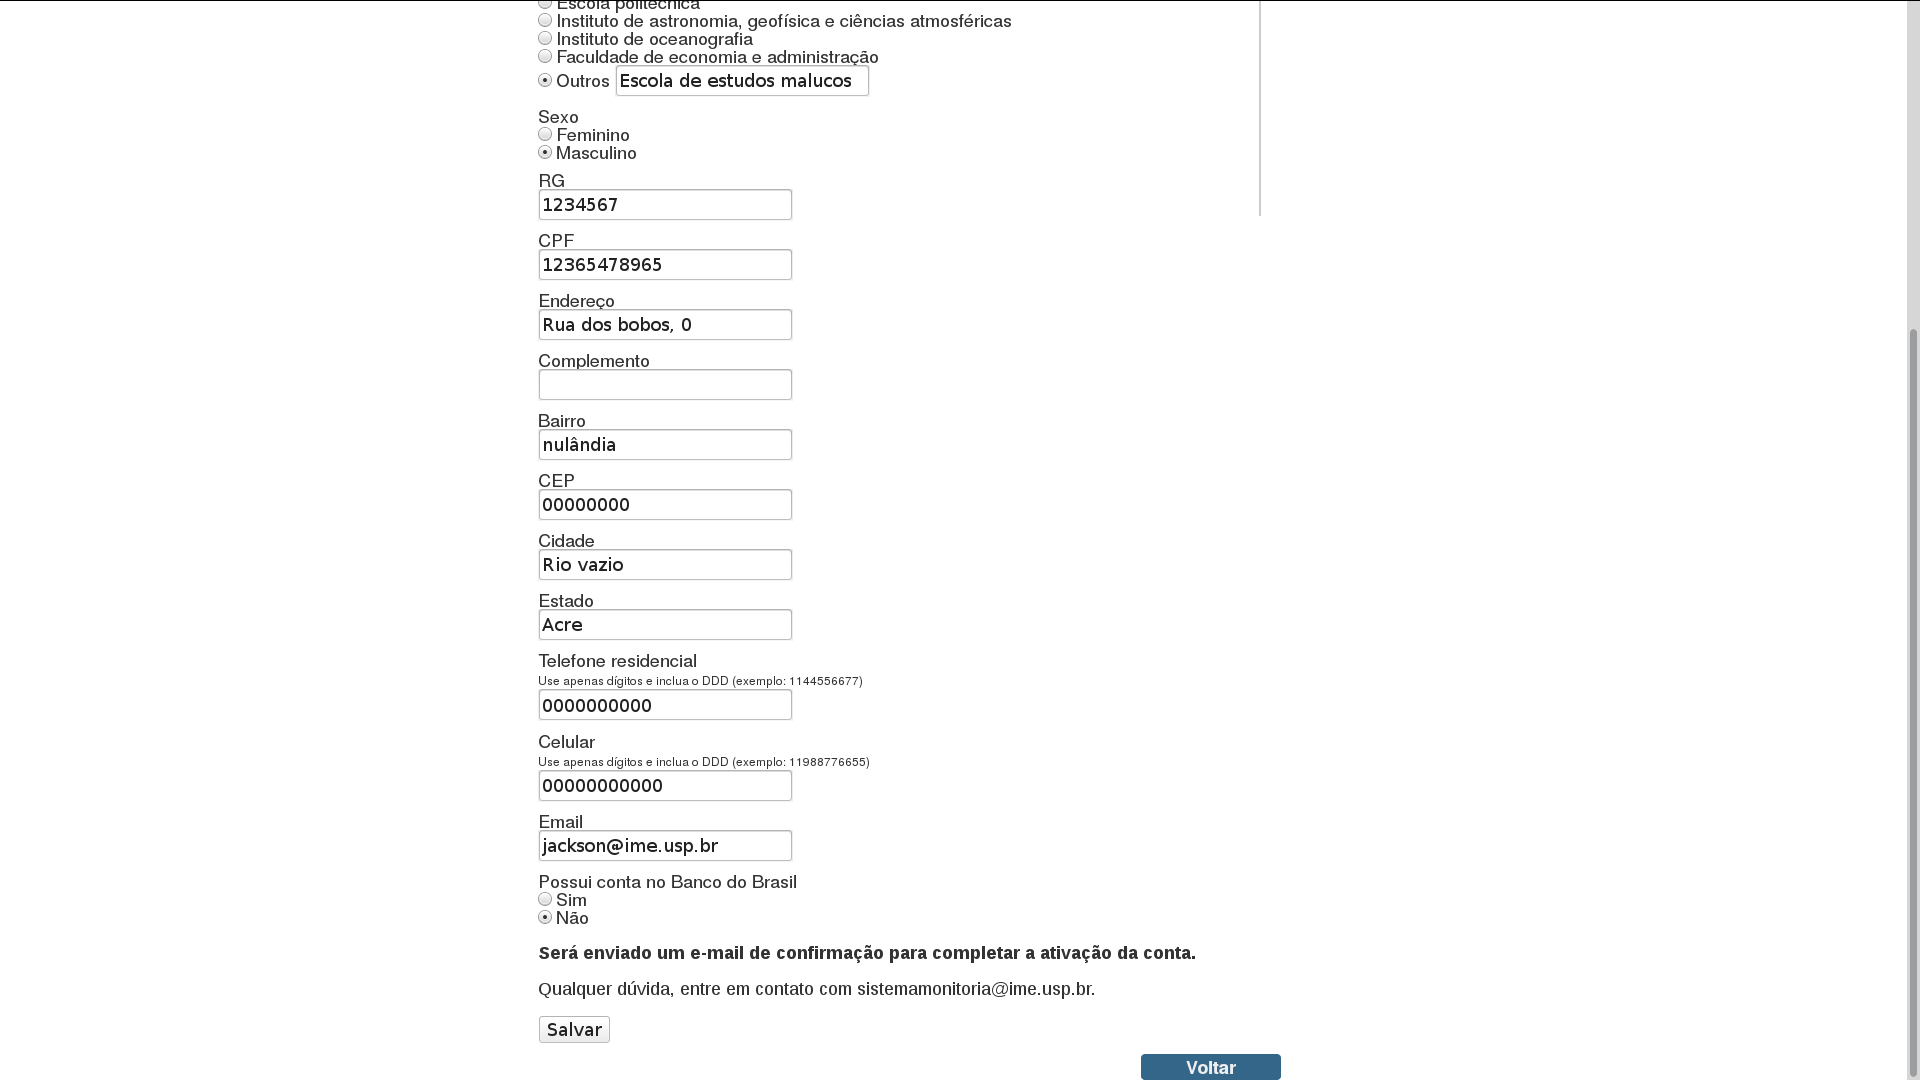 Escola politécnica
Instituto de astronomia, geofísica e ciências atmosféricas
Instituto de oceanografia
Faculdade de economia e administração
Outros Escola de estudos malucos
Sexo
Feminino
Masculino
RG
1234567
CPF
12365478965
Endereço
Rua dos bobos, 0
Complemento
Bairro
nulândia
CEP
00000000
Cidade
Rio vazio
Estado
Acre
Telefone residencial
Use apenas dígitos e inclua o DDD (exemplo: 1144556677)
0000000000
Celular
Use apenas dígitos e inclua o DDD (exemplo: 11988776655)
00000000000
Email
jackson@ime.usp.br
Possui conta no Banco do Brasil
Sim
Não
Será enviado um e-mail de confirmação para completar a ativação da conta.
Qualquer dúvida, entre em contato com sistemamonitoria@ime.usp.br.
Salvar
Voltar